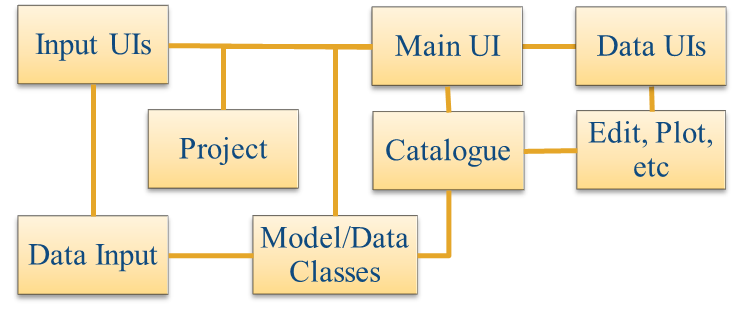 Input UIs
Main UI
Data UIs
Project
Catalogue
Edit, Plot,
etc
Data Input
Model/Data
Classes